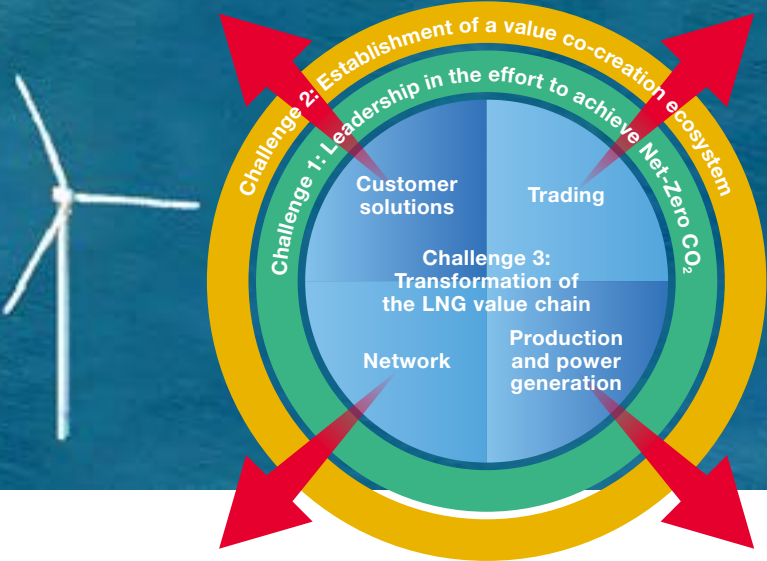 Challenge 2: Establishment of a value co-creation ecosystem
Challenge 1: Leadership in the effort to achieve Net-Zero CO₂
Customer
solutions
Trading
Challenge 3:
Transformation of
the LNG value chain
Network
Production
and power
generation